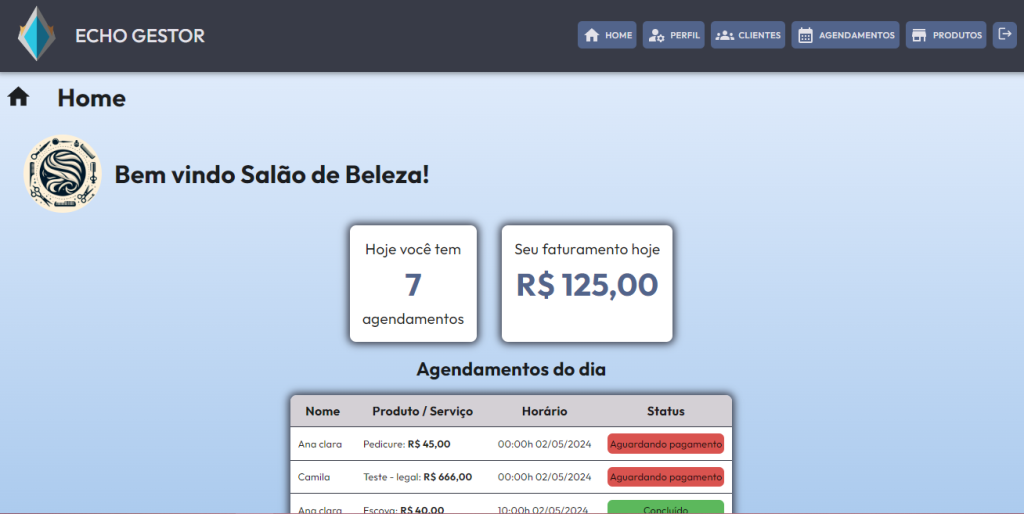 ECHO GESTOR
HOME PERFIL CLIENTES AGENDAMENTOS PRODUTOS
Home
Bem vindo Salão de Beleza!
Hoje você tem
7
agendamentos
Seu faturamento hoje
R$ 125,00
Agendamentos do dia
Nome Produto / Serviço Horário Status
Ana clara Pedicure: R$ 45,00 00:00h 02/05/2024 Aguardando pagamento
Camila Teste - legal: R$ 666,00 00:00h 02/05/2024 Aguardando pagamento
Ana clara Escova: R$ 40,00 10:00h 02/05/2024 Concluído